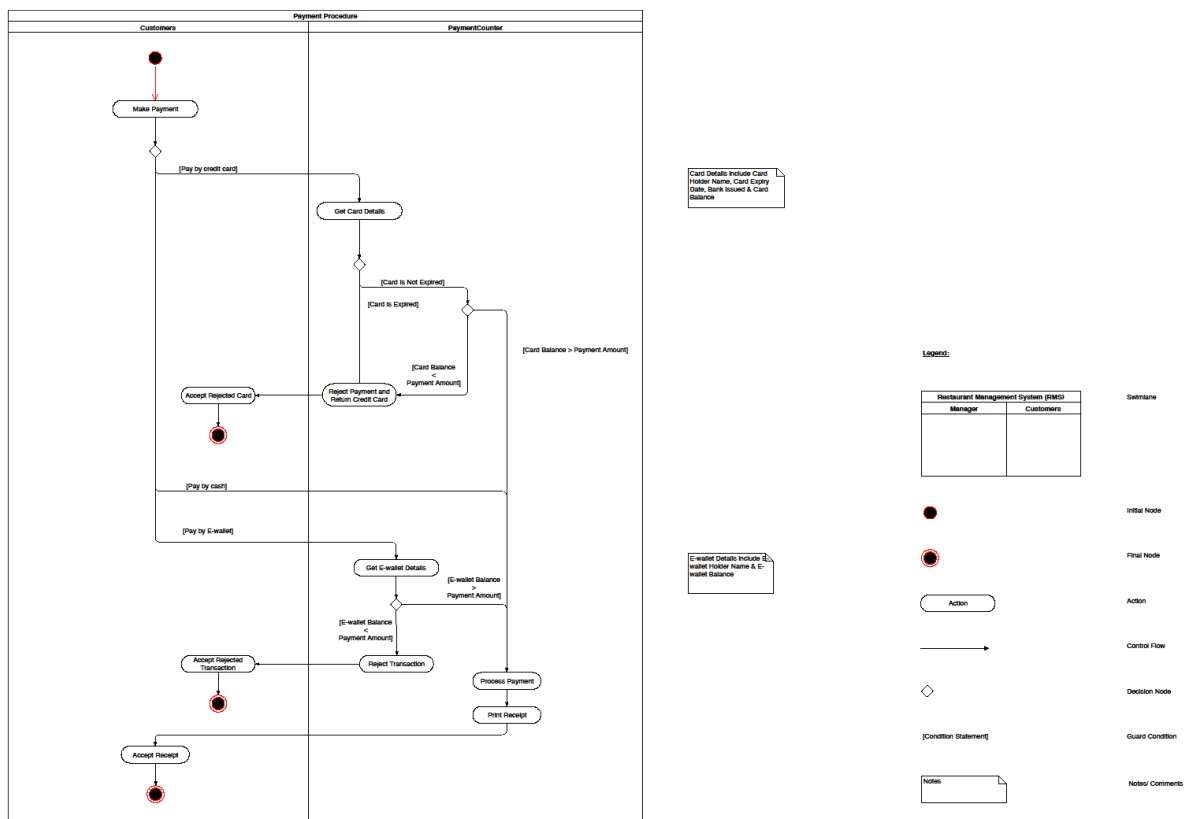 Payment Procedure
Customers
PaymentCounter
Make Payment
[Pay by credit card]
Get Card Details
[Card Is Not Expired]
[Card Is Expired]
[Card Balance > Payment Amount]
[Card Balance
<
Payment Amount]
Reject Payment and
Return Credit Card
Accept Rejected Card
[Pay by cash]
[Pay by E-wallet]
Get E-wallet Details
[E-wallet Balance
>
Payment Amount]
[E-wallet Balance
<
Payment Amount]
Accept Rejected
Transaction
Reject Transaction
Process Payment
Print Receipt
Accept Receipt
Card Details Include Card
Holder Name, Card Expiry
Date, Bank Issued & Card
Balance
E-wallet Details Include E-
wallet Holder Name & E-
wallet Balance
Legend:
Restaurant Management System (RMS)
Manager
Customers
Swimlane
Initial Node
Final Node
Action
Action
Control Flow
Decision Node
[Condition Statement]
Guard Condition
Notes
Notes/ Comments